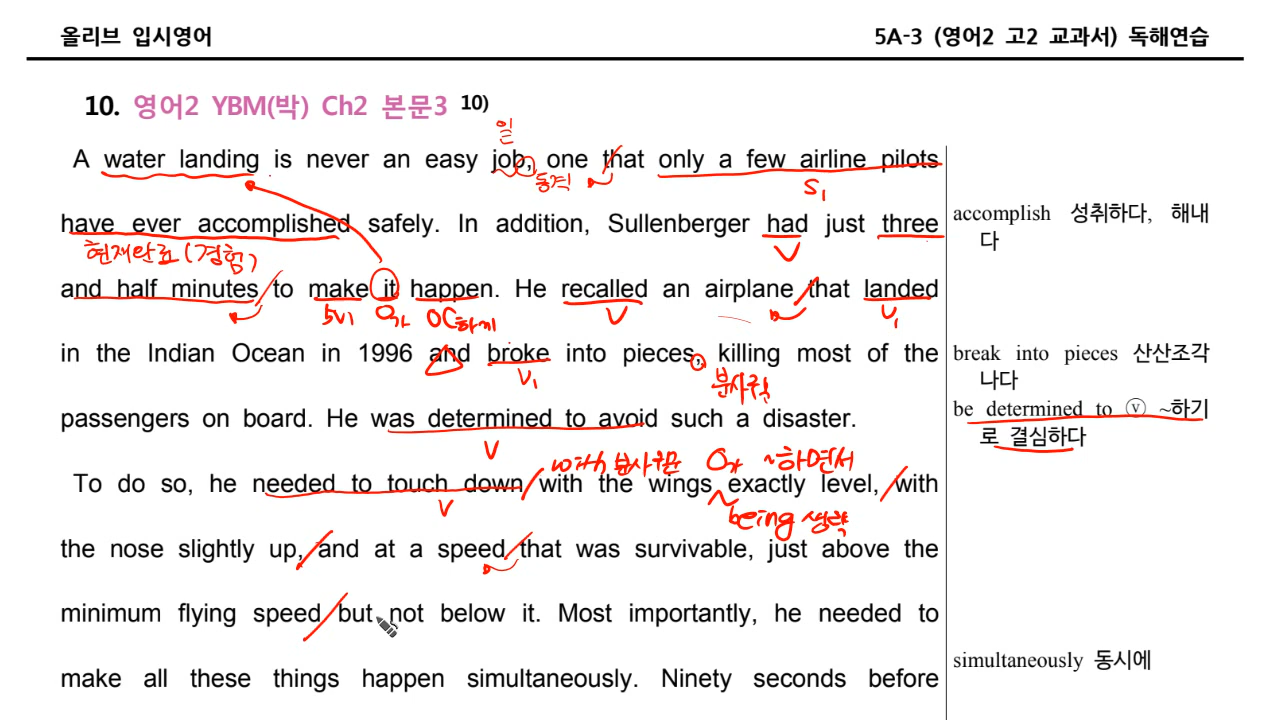 올리브 입시영어
5A-3 (영어2 고2 교과서) 독해연습
10. 영어2 YBM(박) Ch2 본문3 10)
일
A water landing is never an easy job, one that only a few airline pilots
동격
S1
have ever accomplished safely. In addition, Sullenberger had just three
accomplish 성취하다, 해내
다
현재완료(경험)
V
and half minutes to make it happen. He recalled an airplane that landed
5V1 O가 OC하게
V
V1
in the Indian Ocean in 1996 and broke into pieces, killing most of the
break into pieces 산산조각
나다
V1
분사구문
passengers on board. He was determined to avoid such a disaster.
be determined to ⓥ ~하기
로 결심하다
V
with 분사구문 O가 ~하면서
To do so, he needed to touch down with the wings exactly level, with
V
being 생략
the nose slightly up, and at a speed that was survivable, just above the
minimum flying speed but not below it. Most importantly, he needed to
simultaneously 동시에
make all these things happen simultaneously. Ninety seconds before